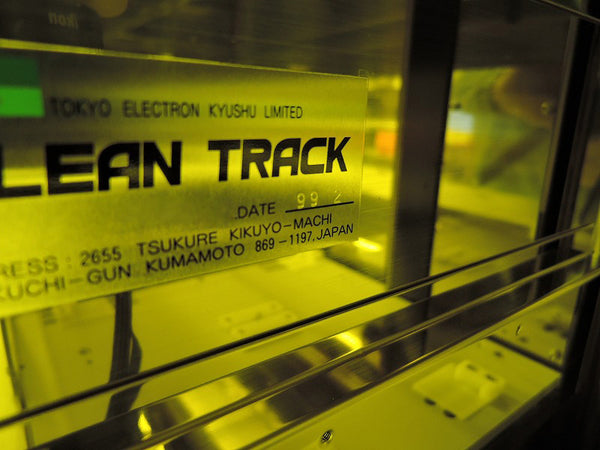 TOKYO ELECTRON KYUSHU LIMITED
LEAN TRACK
DATE 99 2
RESS : 2655 TSUKURE KIKUYO-MACHI
KUCHI-GUN KUMAMOTO 869-1197, JAPAN